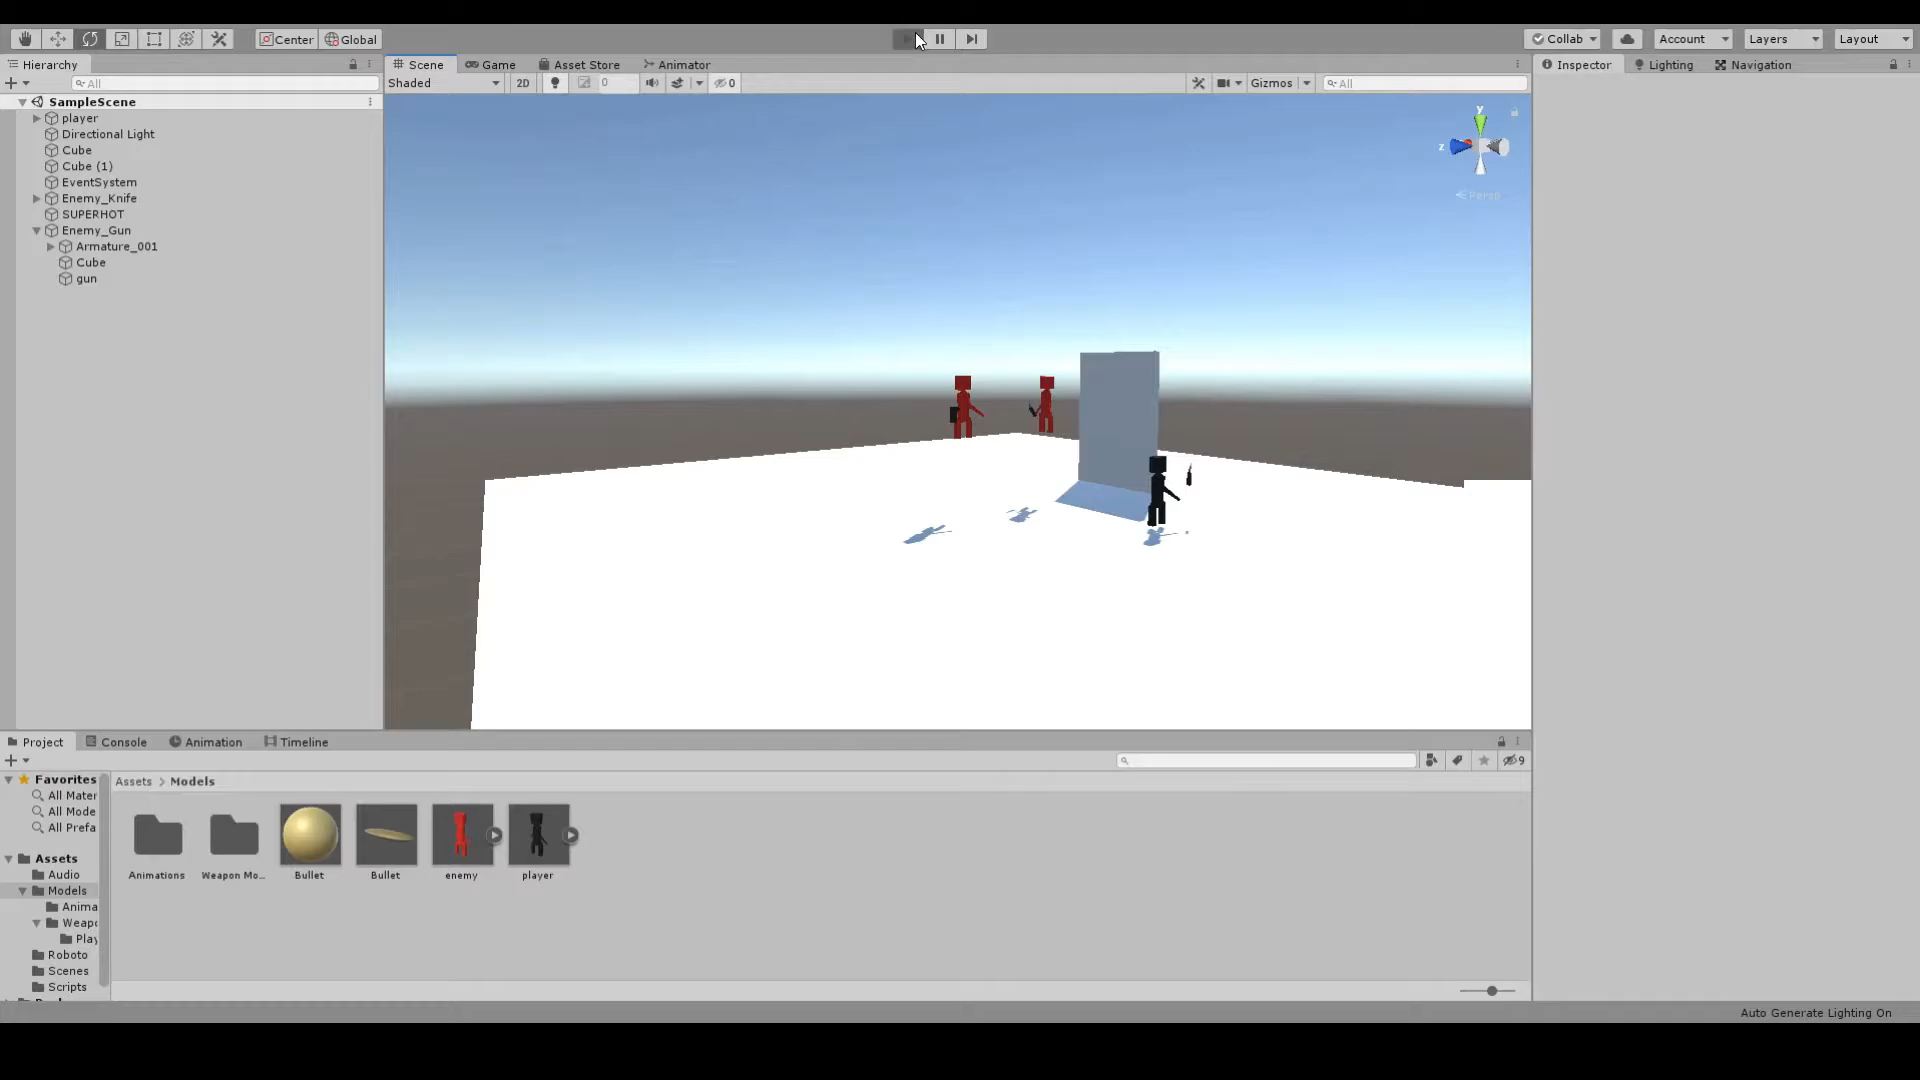 Center Global
Collab Account Layers Layout
Hierarchy
Scene Game Asset Store Animator
Inspector Lighting Navigation
All
Shaded 2D 0 0 Gizmos All
SampleScene
player
Directional Light
Cube
Cube (1)
EventSystem
Enemy_Knife
SUPERHOT
Enemy_Gun
Armature_001
Cube
gun
y
z
Persp
Project Console Animation Timeline
9
Favorites
All Mater
All Mode
All Prefa
Assets
Audio
Models
Anima
Weapo
Play
Roboto
Scenes
Scripts
Assets > Models
Animations Weapon Mo... Bullet Bullet enemy player
Auto Generate Lighting On